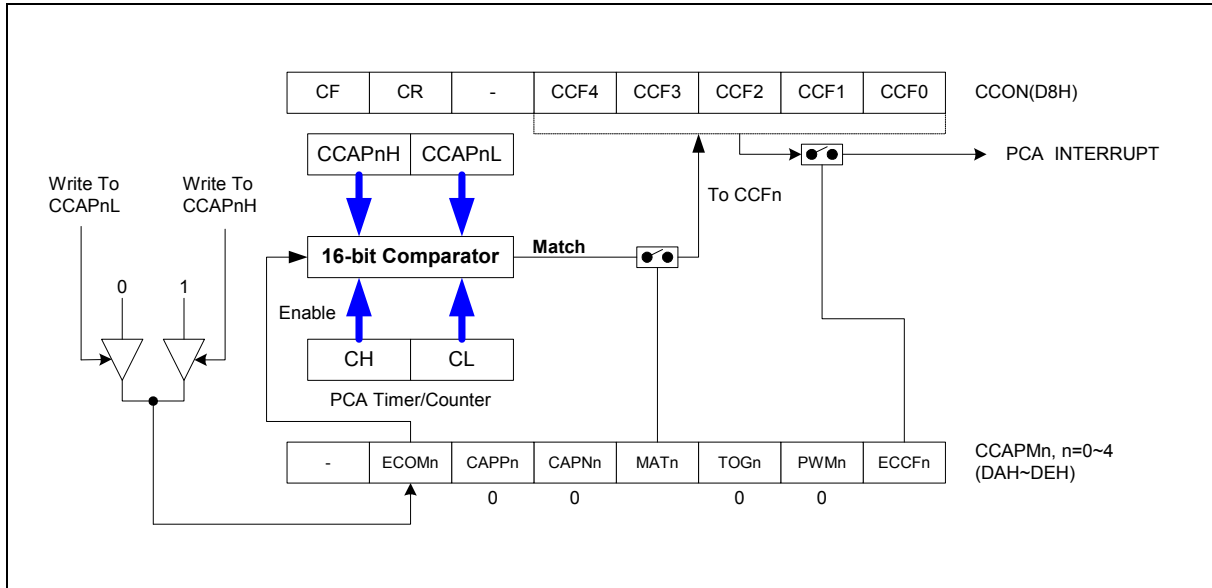 CF CR - CCF4 CCF3 CCF2 CCF1 CCF0 CCON(D8H)
CCAPnH CCAPnL
PCA INTERRUPT
Write To
CCAPnL
Write To
CCAPnH
To CCFn
16-bit Comparator
Match
0 1
Enable
CH CL
PCA Timer/Counter
- ECOMn CAPPn CAPNn MATn TOGn PWMn ECCFn
CCAPMn, n=0~4
(DAH~DEH)
0 0 0 0